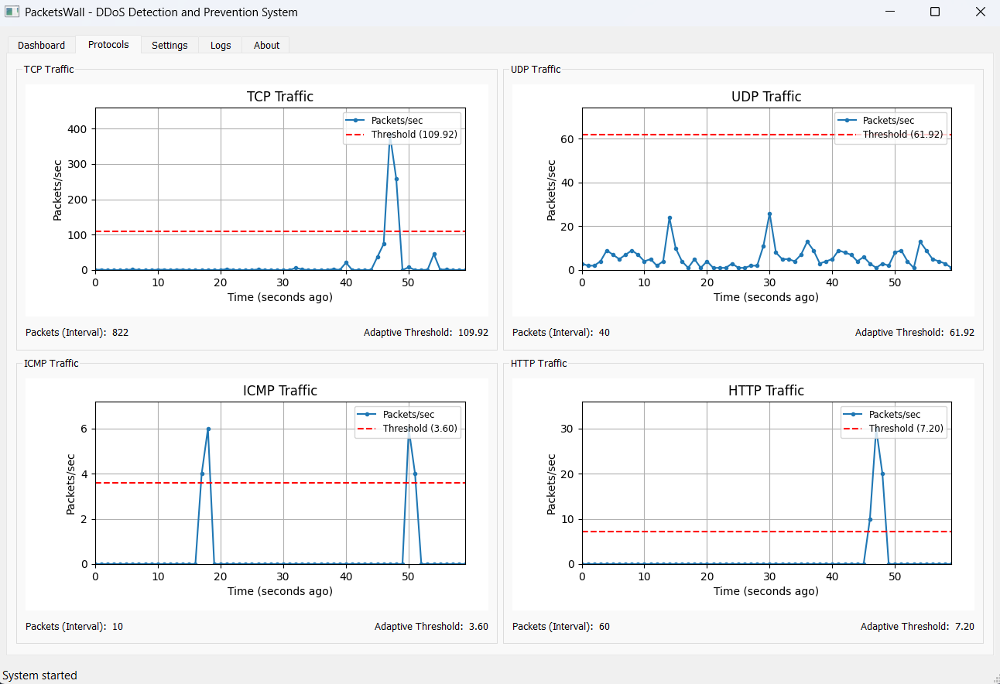 PacketsWall - DDoS Detection and Prevention System
Dashboard Protocols Settings Logs About
TCP Traffic
TCP Traffic
Packets/sec
Threshold (109.92)
400
300
200
100
0
Packets/sec
0 10 20 30 40 50
Time (seconds ago)
Packets (Interval): 822 Adaptive Threshold: 109.92
UDP Traffic
UDP Traffic
Packets/sec
Threshold (61.92)
60
40
20
0
Packets/sec
0 10 20 30 40 50
Time (seconds ago)
Packets (Interval): 40 Adaptive Threshold: 61.92
ICMP Traffic
ICMP Traffic
Packets/sec
Threshold (3.60)
6
4
2
0
Packets/sec
0 10 20 30 40 50
Time (seconds ago)
Packets (Interval): 10 Adaptive Threshold: 3.60
HTTP Traffic
HTTP Traffic
Packets/sec
Threshold (7.20)
30
20
10
0
Packets/sec
0 10 20 30 40 50
Time (seconds ago)
Packets (Interval): 60 Adaptive Threshold: 7.20
System started